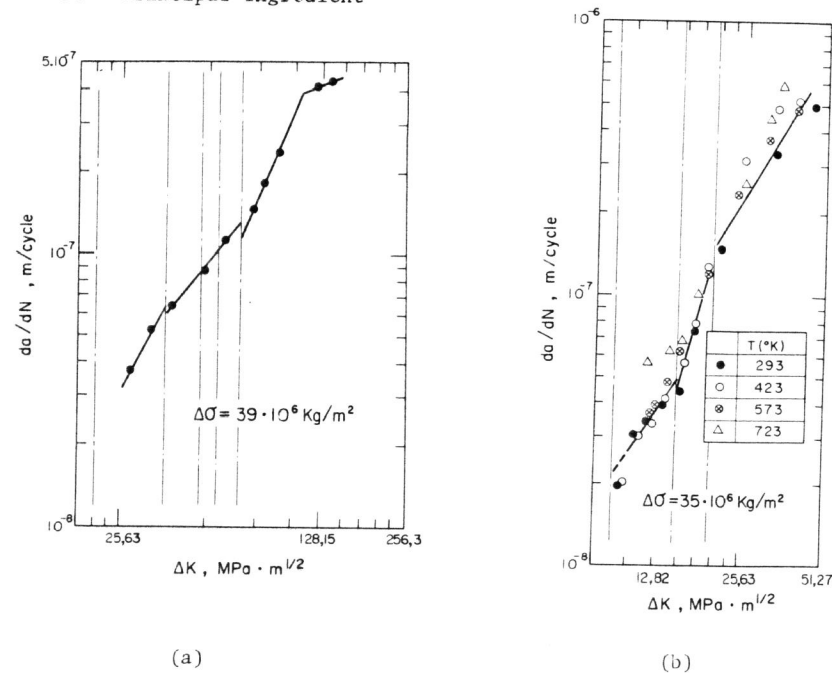 Principal ingredient
5.10⁻⁷
10⁻⁷
10⁻⁸
da/dN, m/cycle
Δσ = 39·10⁶ Kg/m²
25,63
128,15
256,3
ΔK, MPa·m^1/2
(a)
10⁻⁶
10⁻⁷
10⁻⁸
da/dN, m/cycle
T(°K)
293
423
573
723
Δσ = 35·10⁶ Kg/m²
12,82
25,63
51,27
ΔK, MPa·m^1/2
(b)